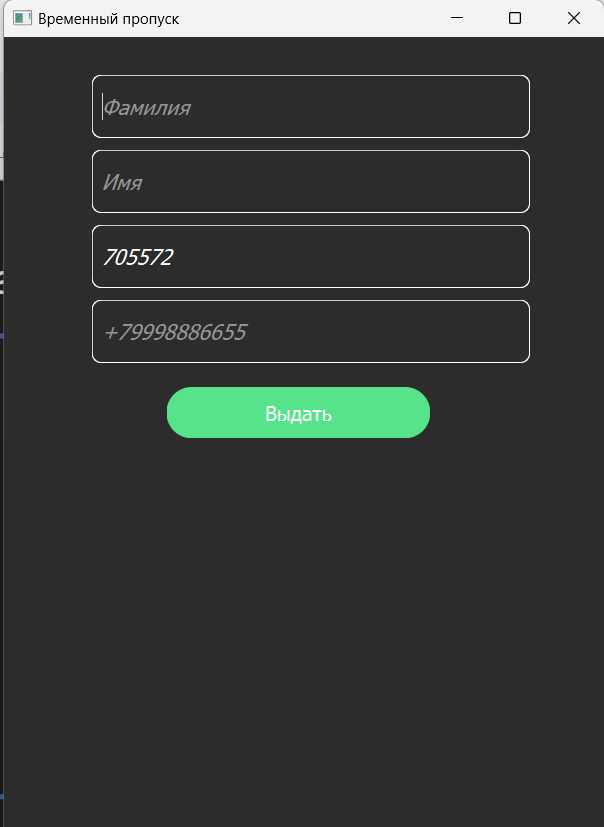 Временный пропуск
Фамилия
Имя
705572
+79998886655
Выдать